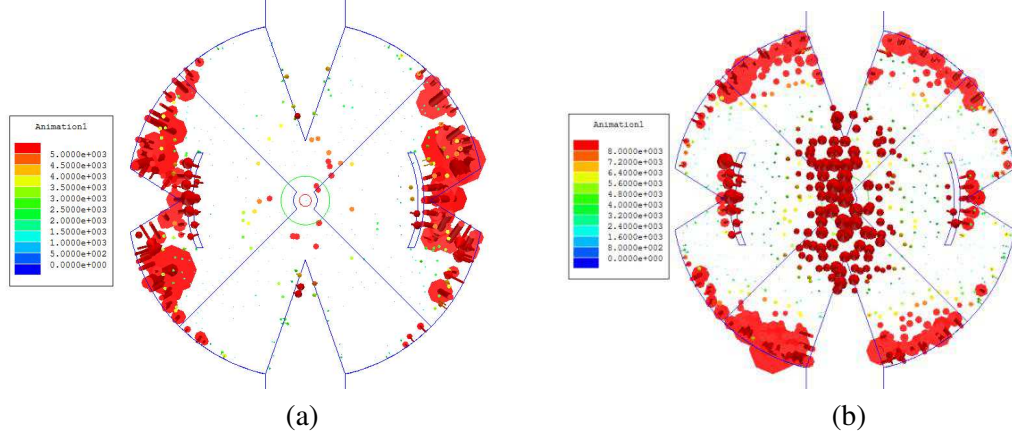 Animation1
5.0000e+003
4.5000e+003
4.0000e+003
3.5000e+003
3.0000e+003
2.5000e+003
2.0000e+003
1.5000e+003
1.0000e+003
5.0000e+002
0.0000e+000
(a)
Animation1
8.0000e+003
7.2000e+003
6.4000e+003
5.6000e+003
4.8000e+003
4.0000e+003
3.2000e+003
2.4000e+003
1.6000e+003
8.0000e+002
0.0000e+000
(b)